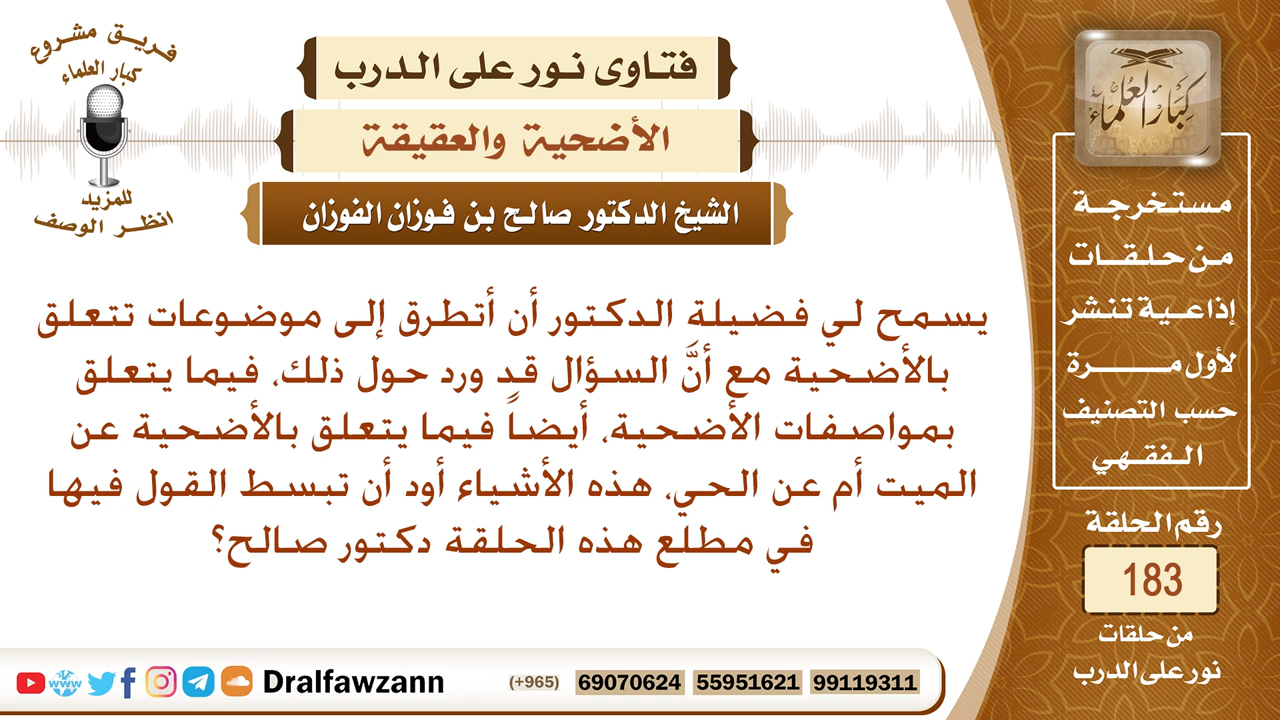 فريق مشروع
كبار العلماء
للمزيد
انظر الوصف
فتاوى نور على الدرب
الأضحية والعقيقة
الشيخ الدكتور صالح بن فوزان الفوزان
يسمح لي فضيلة الدكتور أن أتطرق إلى موضوعات تتعلق
بالأضحية مع أنَّ السؤال قد ورد حول ذلك، فيما يتعلق
بمواصفات الأضحية، أيضاً فيما يتعلق بالأضحية عن
الميت أم عن الحي، هذه الأشياء أود أن تبسط القول فيها
في مطلع هذه الحلقة دكتور صالح؟
كبار العلماء
مستخرجة
من حلقات
إذاعية تنشر
لأول مرة
حسب التصنيف
الفقهي
رقم الحلقة
183
من حلقات
نور على الدرب
www Dralfawzann (+965) 69070624 55951621 99119311